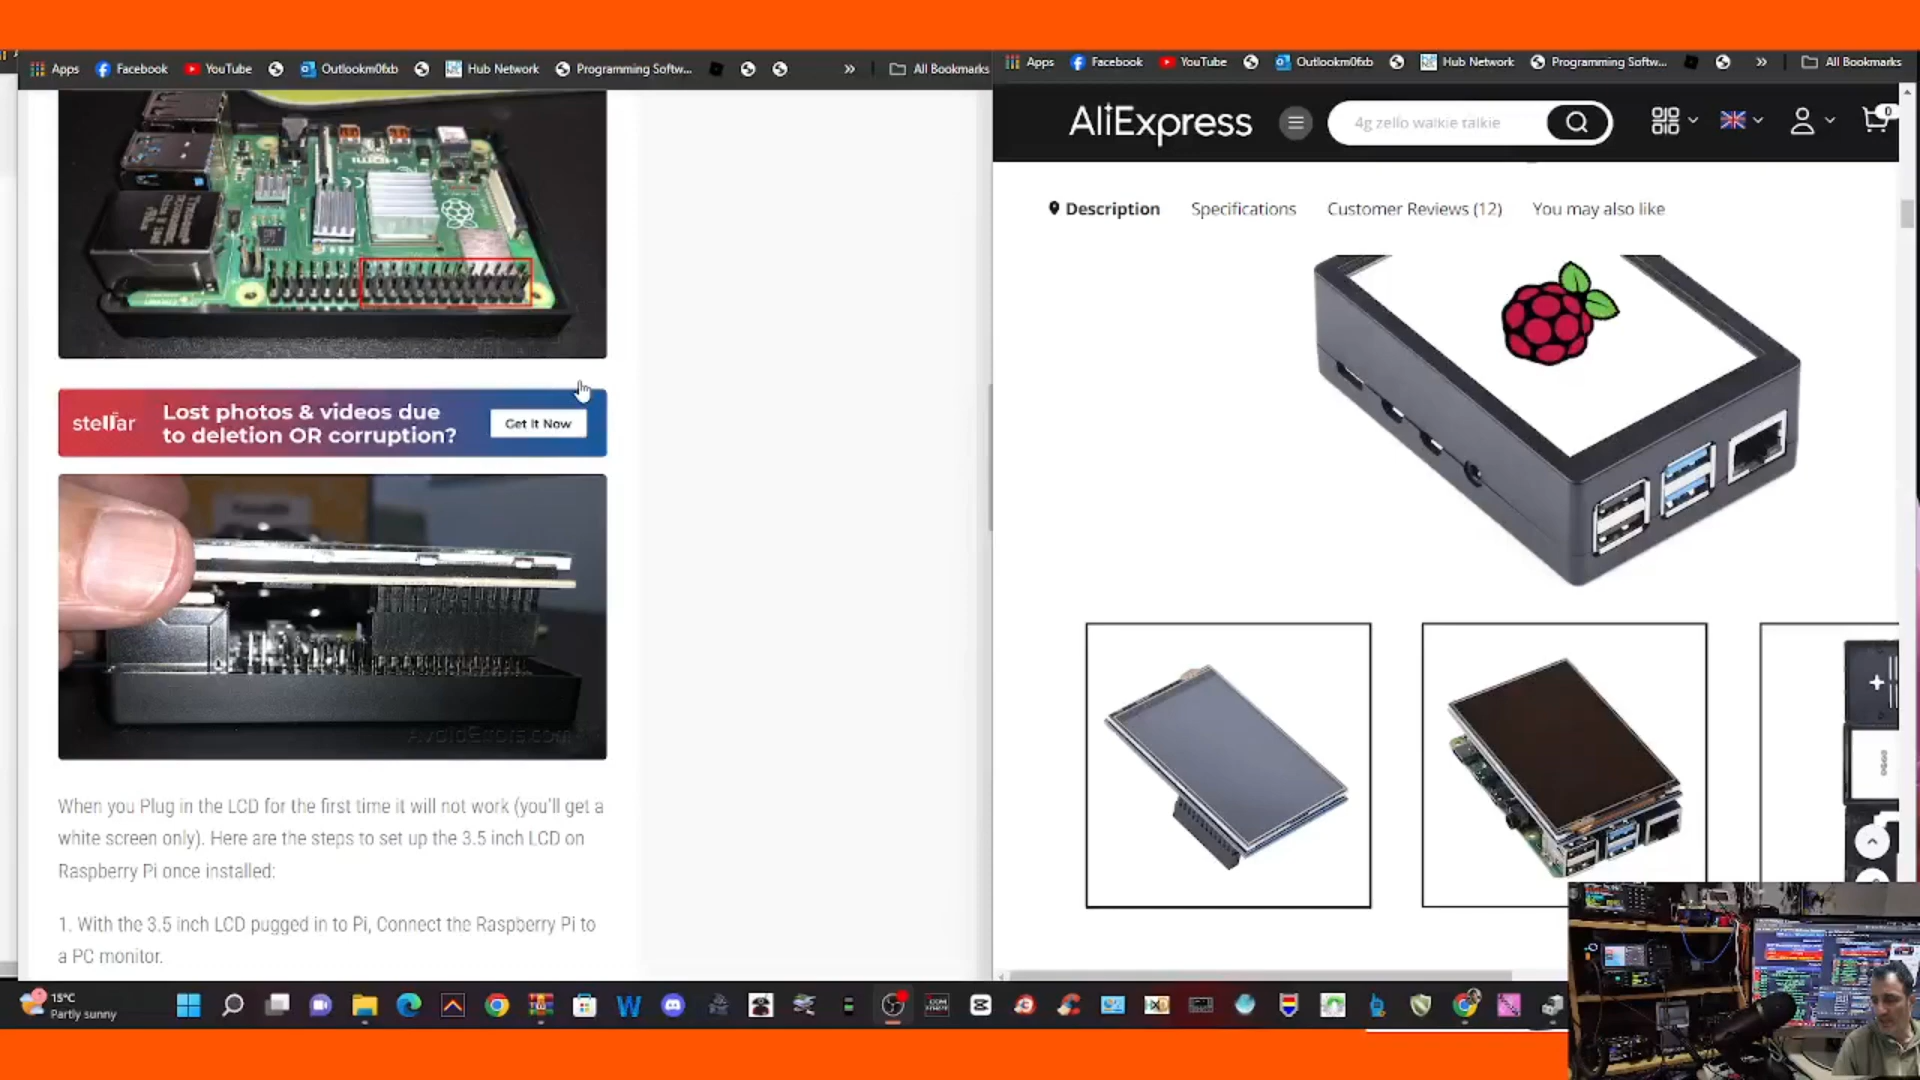 Apps Facebook YouTube Outlookm0fxb Hub Network Programming Softw... » All Bookmarks
HDMI
stellar
Lost photos & videos due
to deletion OR corruption?
Get It Now
AvoidErrors.com
When you Plug in the LCD for the first time it will not work (you'll get a
white screen only). Here are the steps to set up the 3.5 inch LCD on
Raspberry Pi once installed:
1. With the 3.5 inch LCD pugged in to Pi, Connect the Raspberry Pi to
a PC monitor.
Apps Facebook YouTube Outlookm0fxb Hub Network Programming Softw... » All Bookmarks
AliExpress
4g zello walkie talkie
0
Description Specifications Customer Reviews (12) You may also like
15°C
Partly sunny